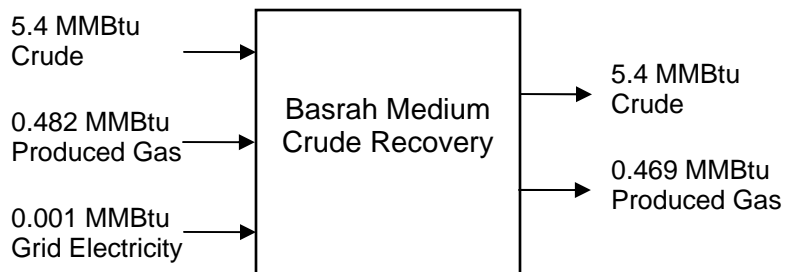 5.4 MMBtu
Crude
0.482 MMBtu
Produced Gas
0.001 MMBtu
Grid Electricity
Basrah Medium
Crude Recovery
5.4 MMBtu
Crude
0.469 MMBtu
Produced Gas